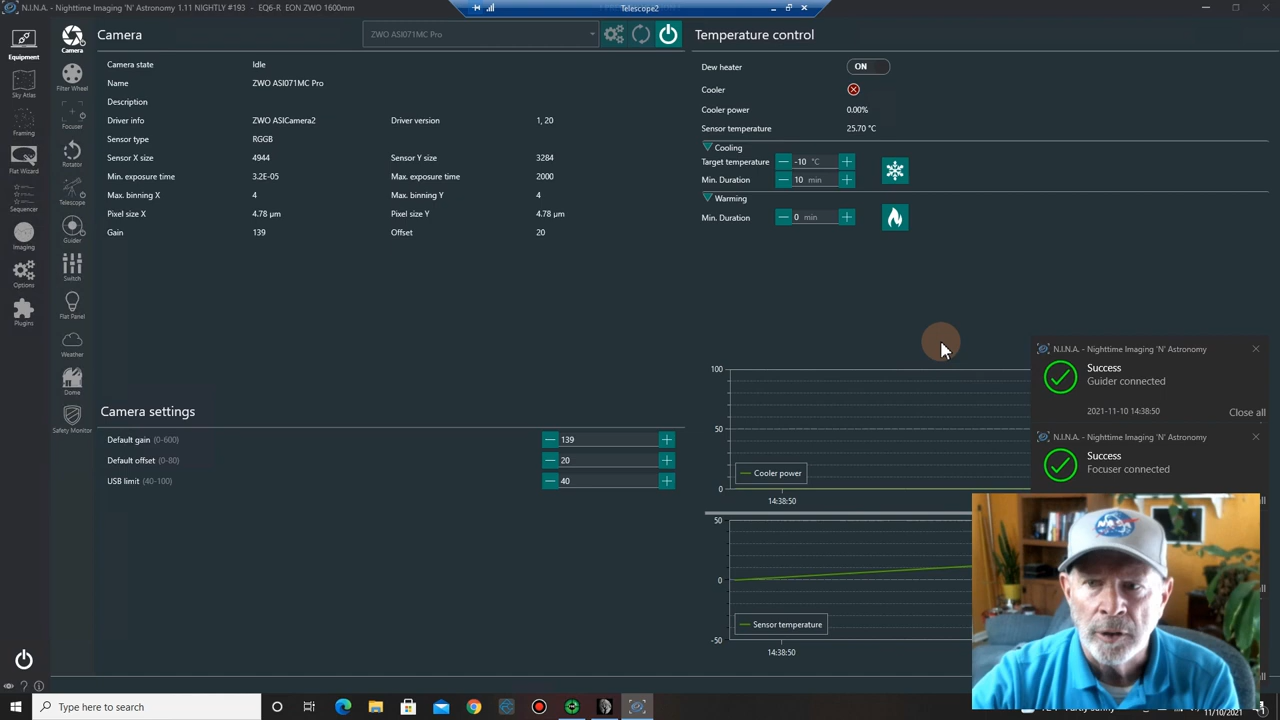 N.I.N.A. - Nighttime Imaging 'N' Astronomy 1.11 NIGHTLY #193 - EQ6-R EON ZWO 1600mm
Telescope2
Equipment
Sky Atlas
Framing
Flat Wizard
Sequencer
Imaging
Options
Plugins
Camera
Filter Wheel
Focuser
Rotator
Telescope
Guider
Switch
Flat Panel
Weather
Dome
Safety Monitor
Camera
ZWO ASI071MC Pro
Camera state Idle
Name ZWO ASI071MC Pro
Description
Driver info ZWO ASICamera2 Driver version 1, 20
Sensor type RGGB
Sensor X size 4944 Sensor Y size 3284
Min. exposure time 3.2E-05 Max. exposure time 2000
Max. binning X 4 Max. binning Y 4
Pixel size X 4.78 µm Pixel size Y 4.78 µm
Gain 139 Offset 20
Camera settings
Default gain (0-600) 139
Default offset (0-80) 20
USB limit (40-100) 40
Temperature control
Dew heater ON
Cooler
Cooler power 0.00%
Sensor temperature 25.70 °C
Cooling
Target temperature -10 °C
Min. Duration 10 min
Warming
Min. Duration 0 min
100
50
0
Cooler power
14:38:50
50
0
-50
Sensor temperature
14:38:50
N.I.N.A. - Nighttime Imaging 'N' Astronomy
Success
Guider connected
2021-11-10 14:38:50
Close all
N.I.N.A. - Nighttime Imaging 'N' Astronomy
Success
Focuser connected
NASA
Type here to search
11/10/2021